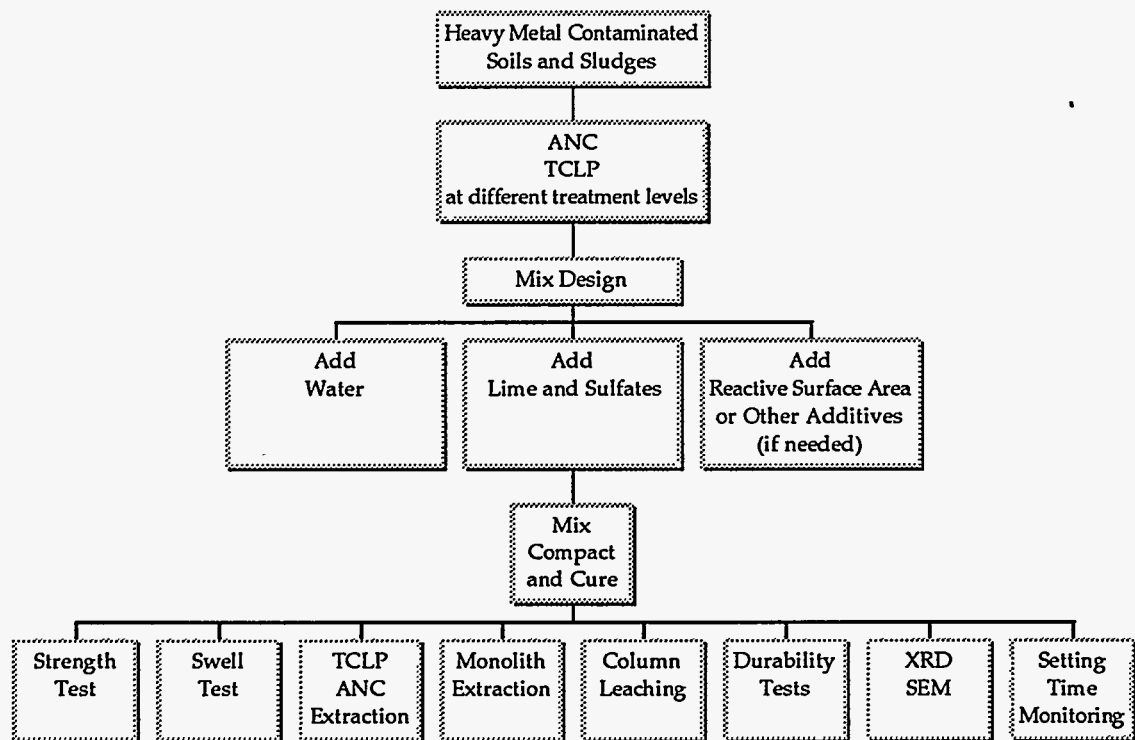 Heavy Metal Contaminated
Soils and Sludges
ANC
TCLP
at different treatment levels
Mix Design
Add
Water
Add
Lime and Sulfates
Add
Reactive Surface Area
or Other Additives
(if needed)
Mix
Compact
and Cure
Strength
Test
Swell
Test
TCLP
ANC
Extraction
Monolith
Extraction
Column
Leaching
Durability
Tests
XRD
SEM
Setting
Time
Monitoring